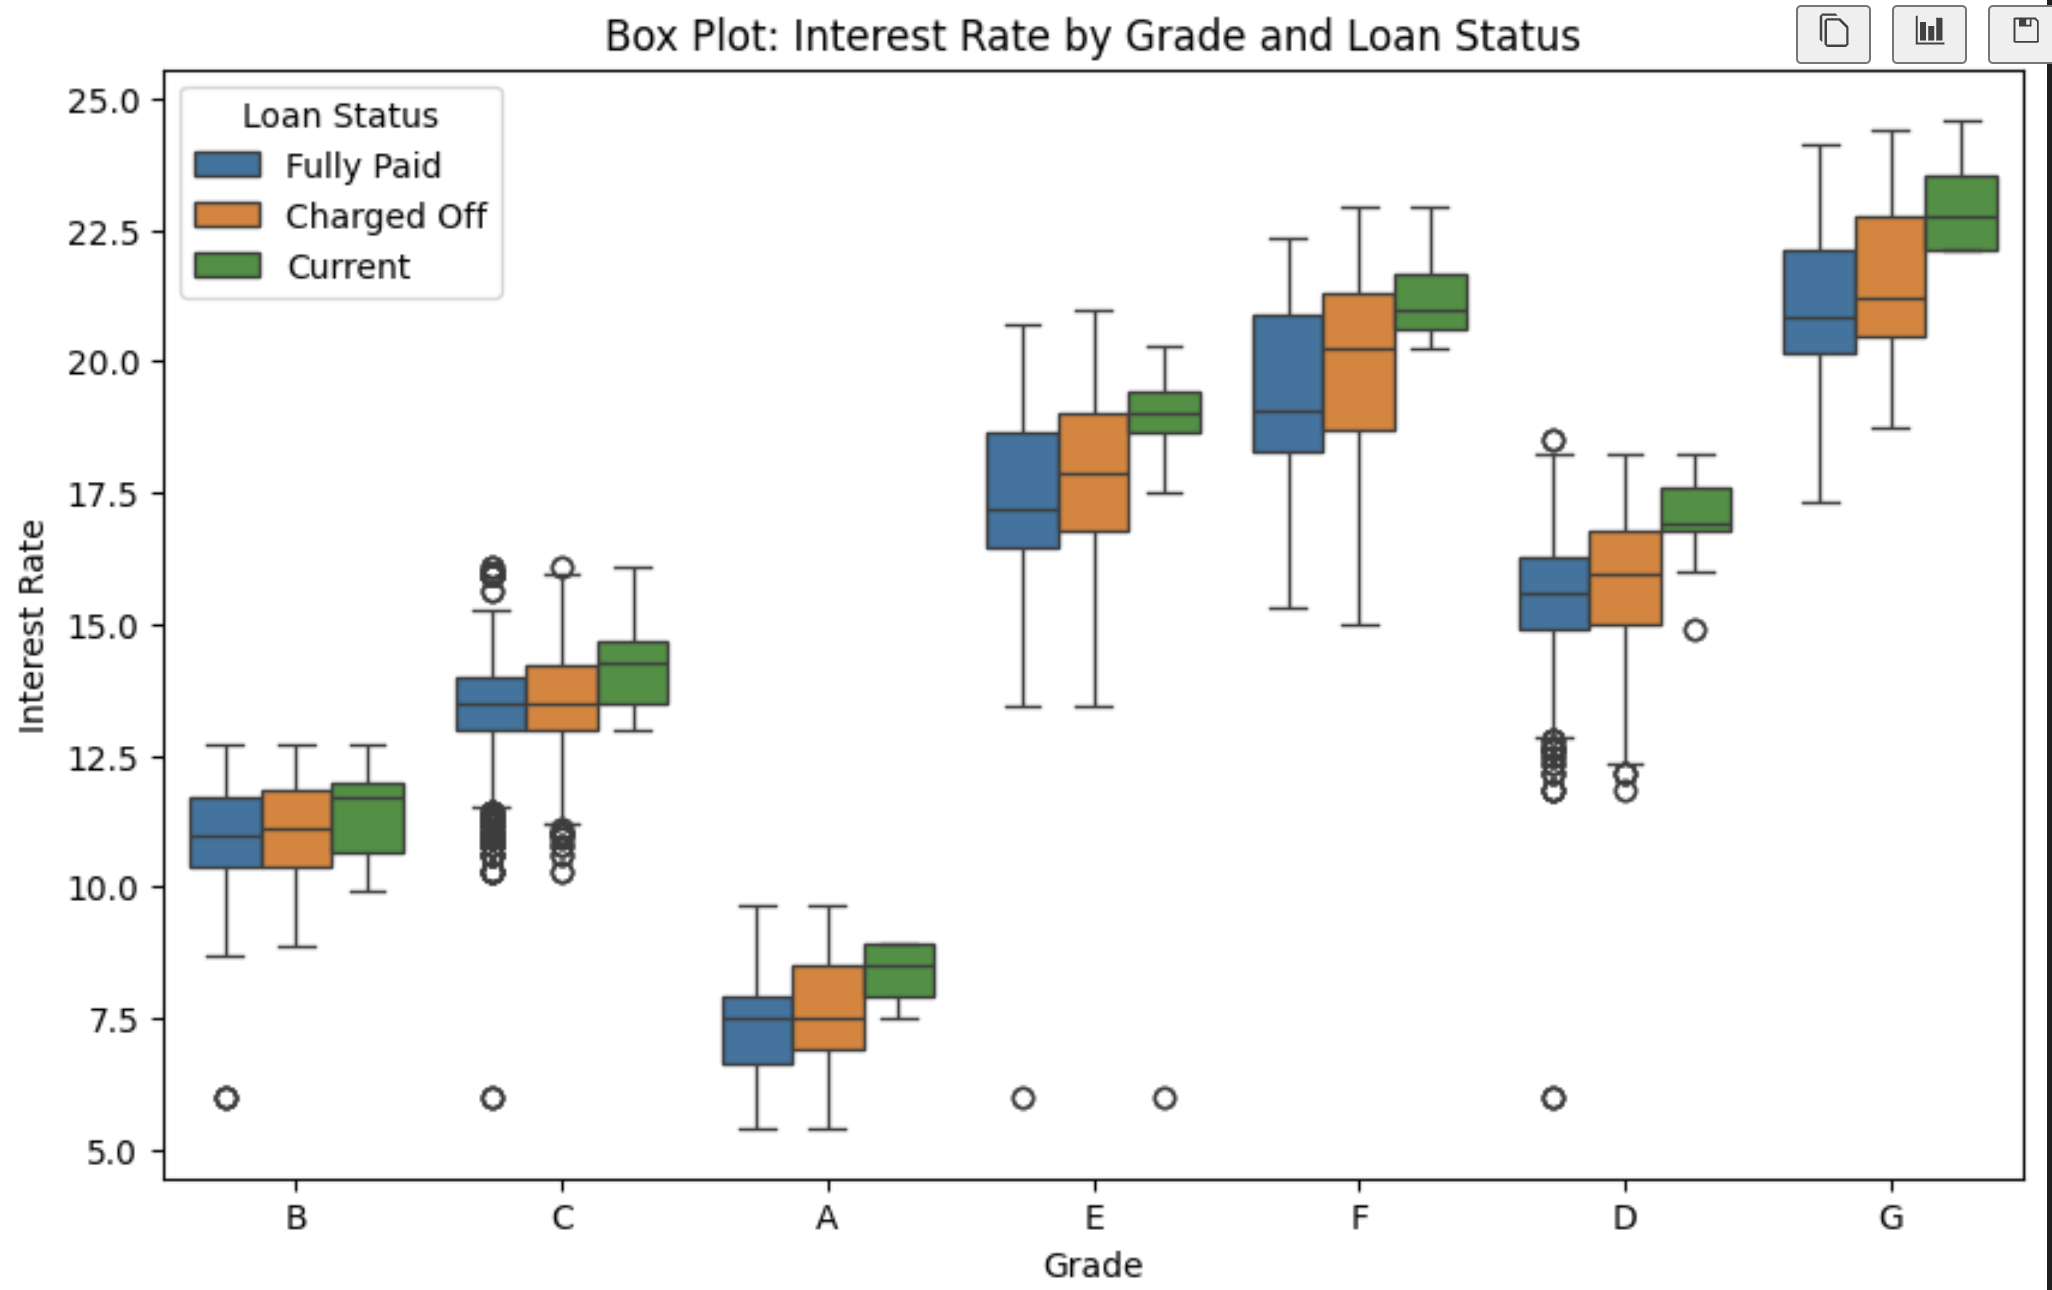 Box Plot: Interest Rate by Grade and Loan Status
Loan Status
Fully Paid
Charged Off
Current
Interest Rate
25.0
22.5
20.0
17.5
15.0
12.5
10.0
7.5
5.0
B C A E F D G
Grade